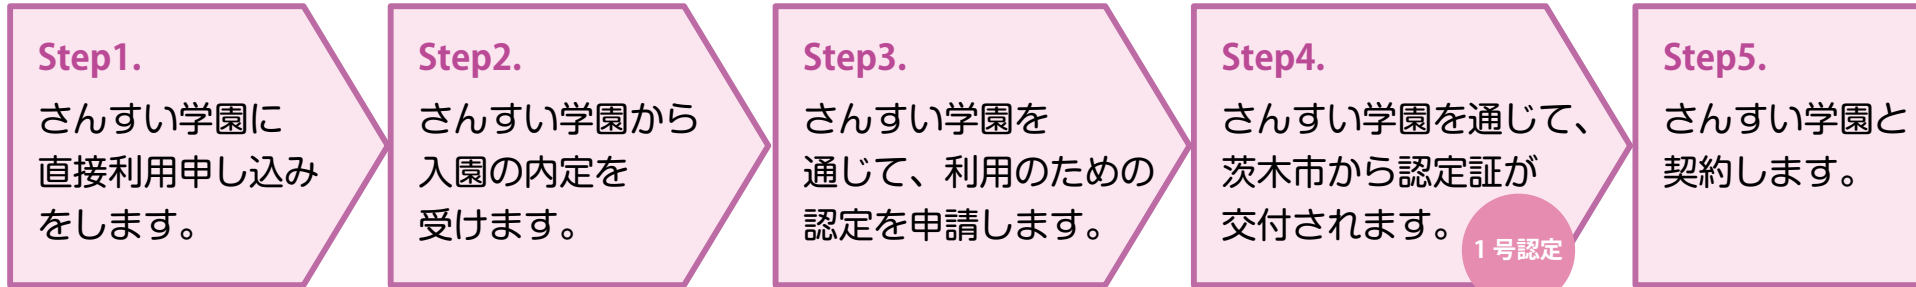 Step1.
さんすい学園に
直接利用申し込み
をします。
Step2.
さんすい学園から
入園の内定を
受けます。
Step3.
さんすい学園を
通じて、利用のための
認定を申請します。
Step4.
さんすい学園を通じて、
茨木市から認定証が
交付されます。
1号認定
Step5.
さんすい学園と
契約します。